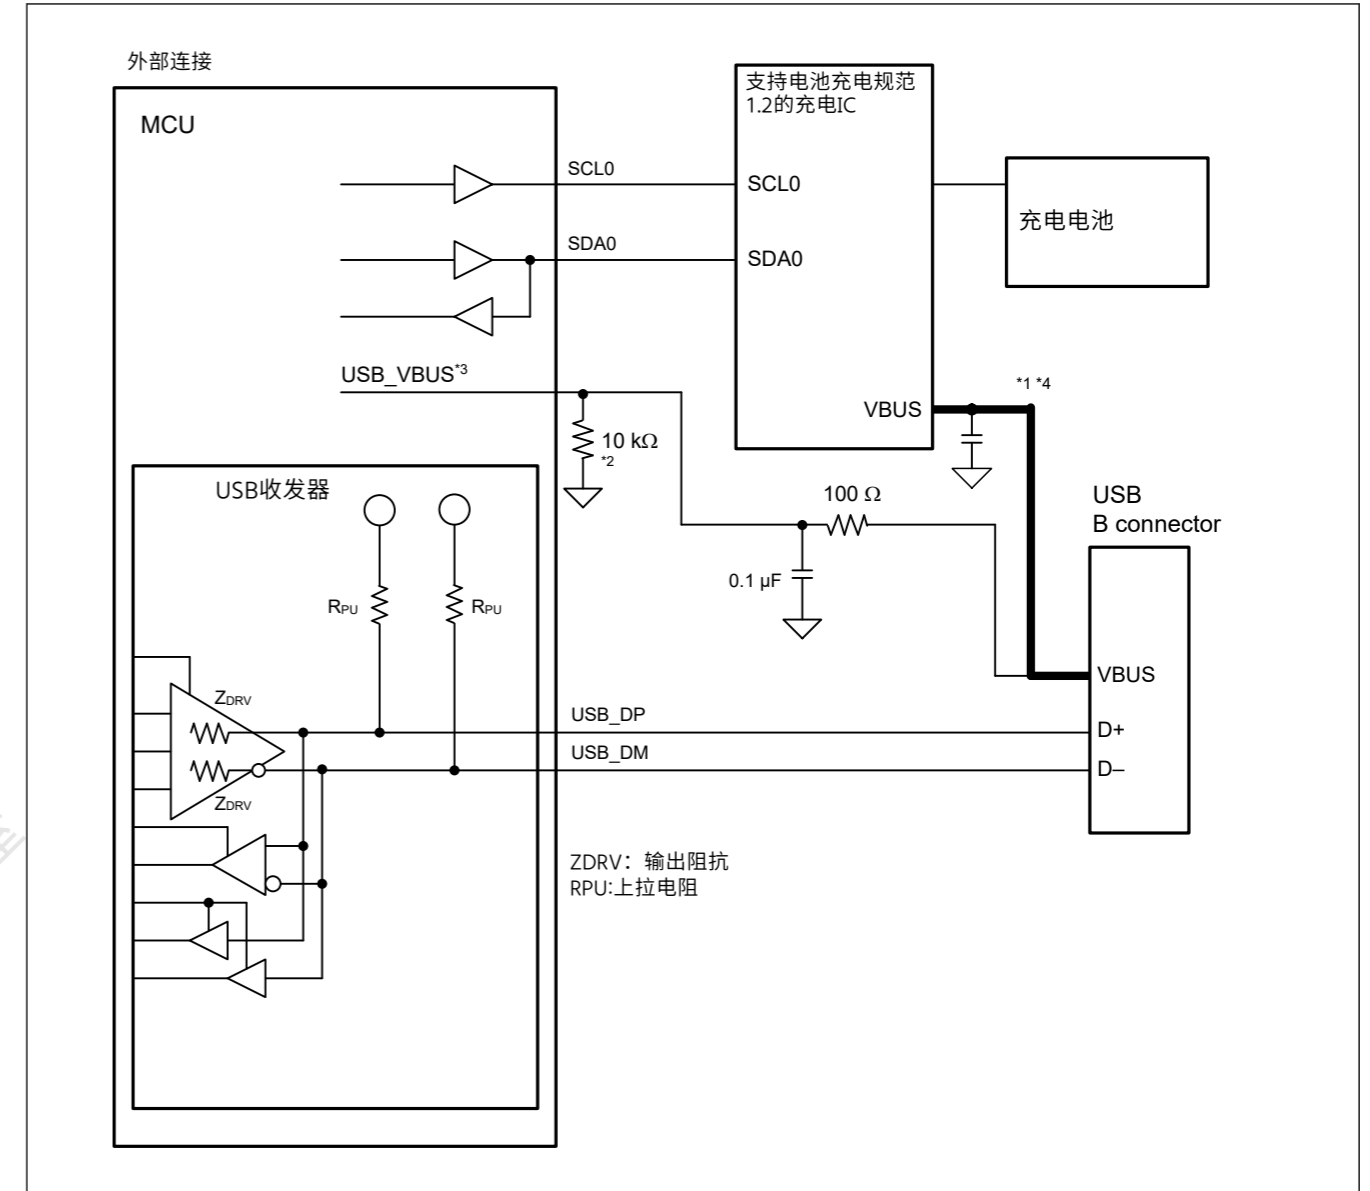 外部连接
MCU
支持电池充电规范
1.2的充电IC
SCL0
SCL0
充电电池
SDA0
SDA0
USB_VBUS*3
*1 *4
VBUS
10 kΩ
*2
USB收发器
100 Ω
USB
B connector
0.1 µF
RPU
RPU
VBUS
ZDRV
USB_DP
D+
USB_DM
D–
ZDRV
ZDRV：输出阻抗
RPU:上拉电阻